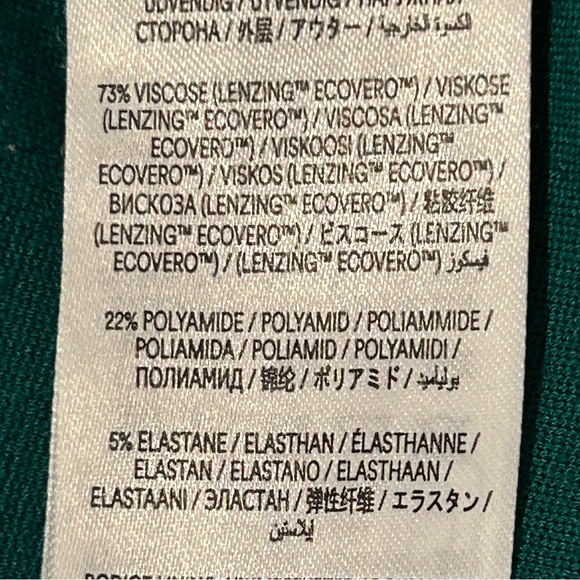 UDVENDIG / UTVENDIG /
СТОРОНА / 外层 / アウター / الكسوة الخارجية
73% VISCOSE (LENZING™ ECOVERO™) / VISKOSE
(LENZING™ ECOVERO™) / VISCOSA (LENZING™
ECOVERO™) / VISKOOSI (LENZING™
ECOVERO™) / VISKOS (LENZING™ ECOVERO™) /
ВИСКОЗА (LENZING™ ECOVERO™) / 粘胶纤维
(LENZING™ ECOVERO™) / ビスコース (LENZING™
ECOVERO™) / (LENZING™ ECOVERO™) فيسكوز
22% POLYAMIDE / POLYAMID / POLIAMMIDE /
POLIAMIDA / POLIAMID / POLYAMIDI /
ПОЛИАМИД / 锦纶 / ポリアミド / بولياميد
5% ELASTANE / ELASTHAN / ÉLASTHANNE /
ELASTAN / ELASTANO / ELASTHAAN /
ELASTAANI / ЭЛАСТАН / 弹性纤维 / エラスタン /
إيلاستين